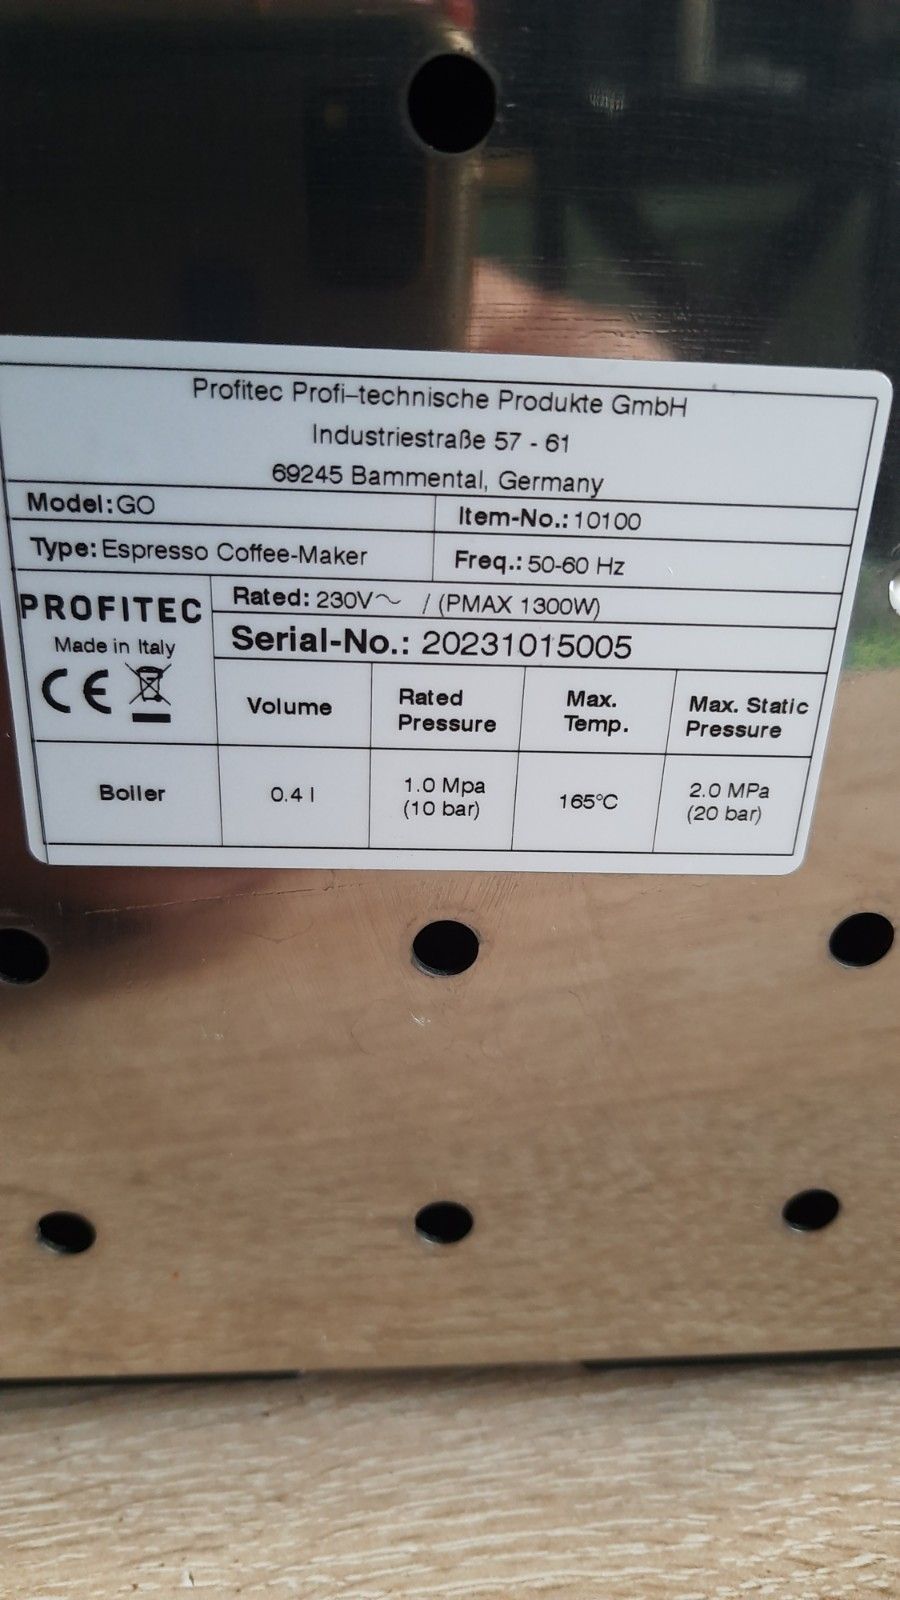 Profitec Profi-technische Produkte GmbH
Industriestraße 57 - 61
69245 Bammental, Germany
Model:GO
Item-No.:10100
Type:Espresso Coffee-Maker
Freq.: 50-60 Hz
PROFITEC
Made in Italy
CE
Rated: 230V~ / (PMAX 1300W)
Serial-No.: 20231015005
Volume
Rated
Pressure
Max.
Temp.
Max. Static
Pressure
Boiler
0.4 l
1.0 Mpa
(10 bar)
165°C
2.0 MPa
(20 bar)